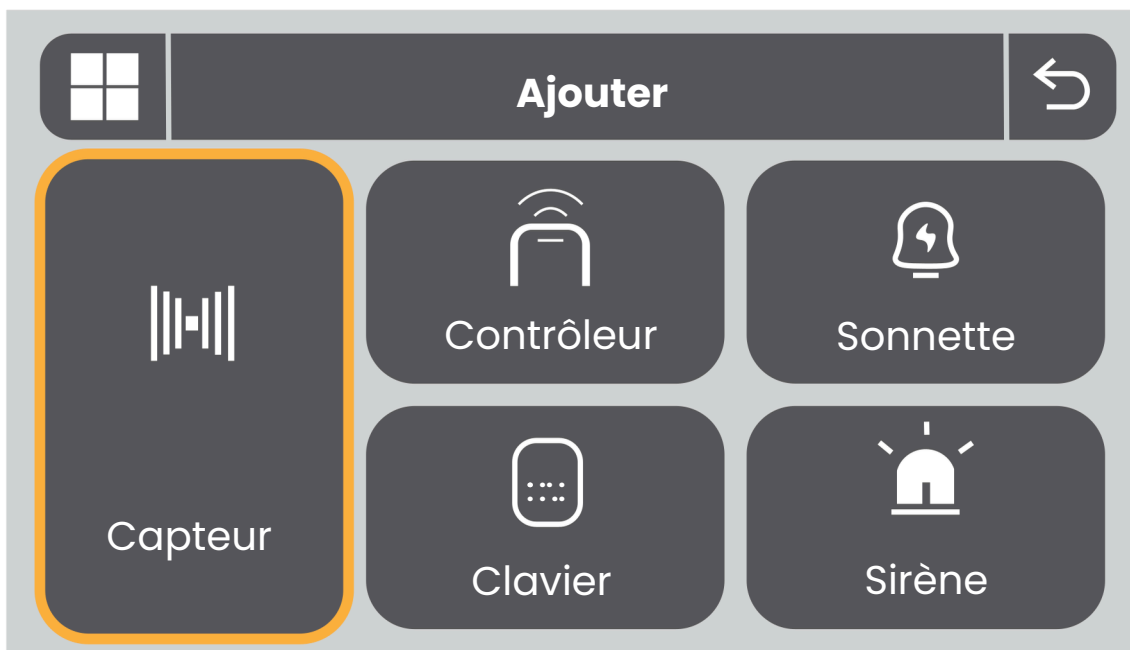 Ajouter
Contrôleur
Sonnette
Capteur
Clavier
Sirène